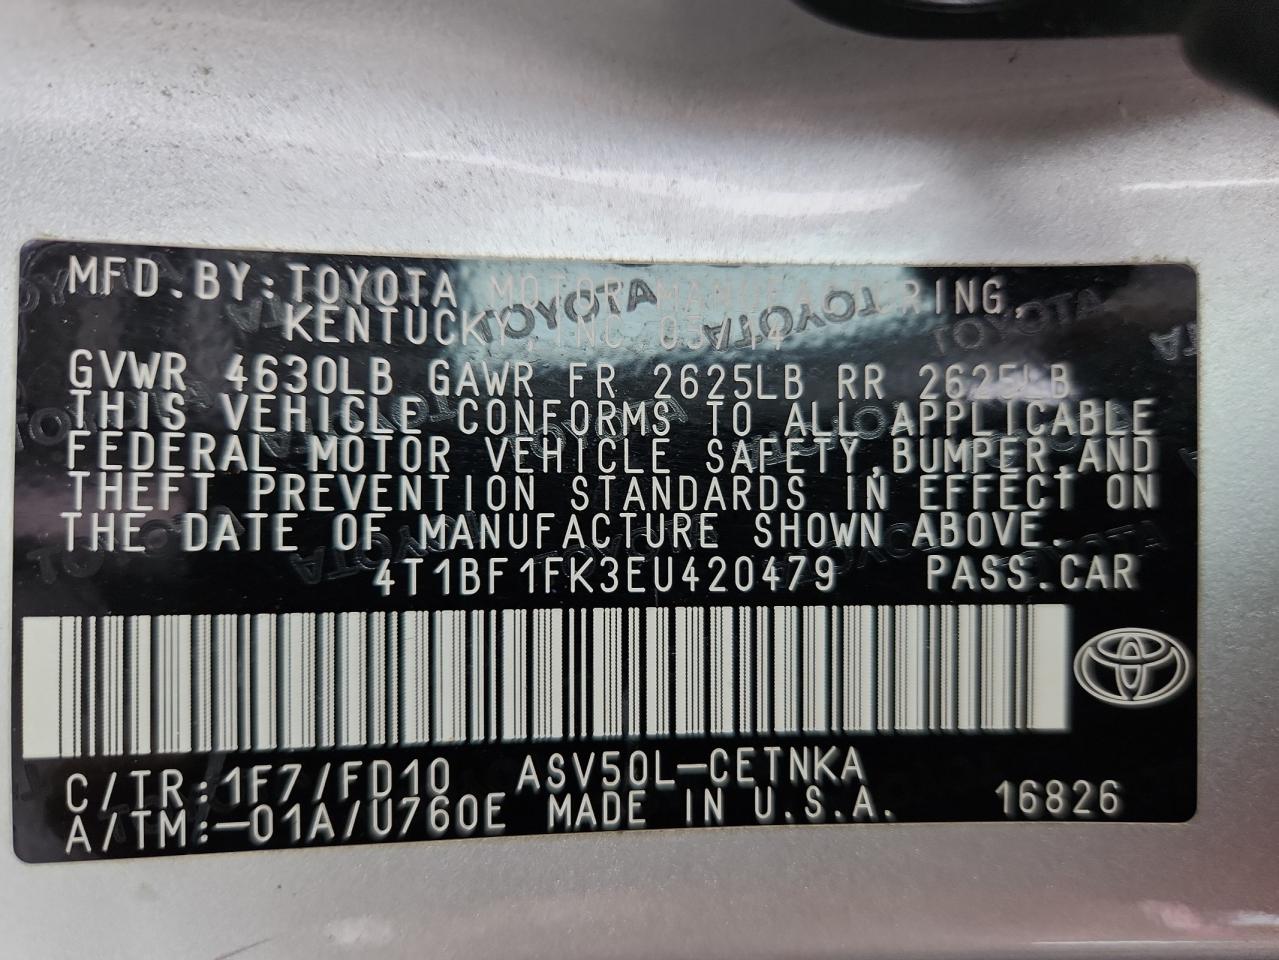 MFD.BY:TOYOTA MOTOR MANUFACTURING,
KENTUCKY,INC 03/14
GVWR 4630LB GAWR FR 2625LB RR 2625LB
THIS VEHICLE CONFORMS TO ALL APPLICABLE
FEDERAL MOTOR VEHICLE SAFETY,BUMPER,AND
THEFT PREVENTION STANDARDS IN EFFECT ON
THE DATE OF MANUFACTURE SHOWN ABOVE.
4T1BF1FK3EU420479 PASS.CAR
C/TR:1F7/FD10 ASV50L-CETNKA
A/TM:-01A/U760E MADE IN U.S.A. 16826